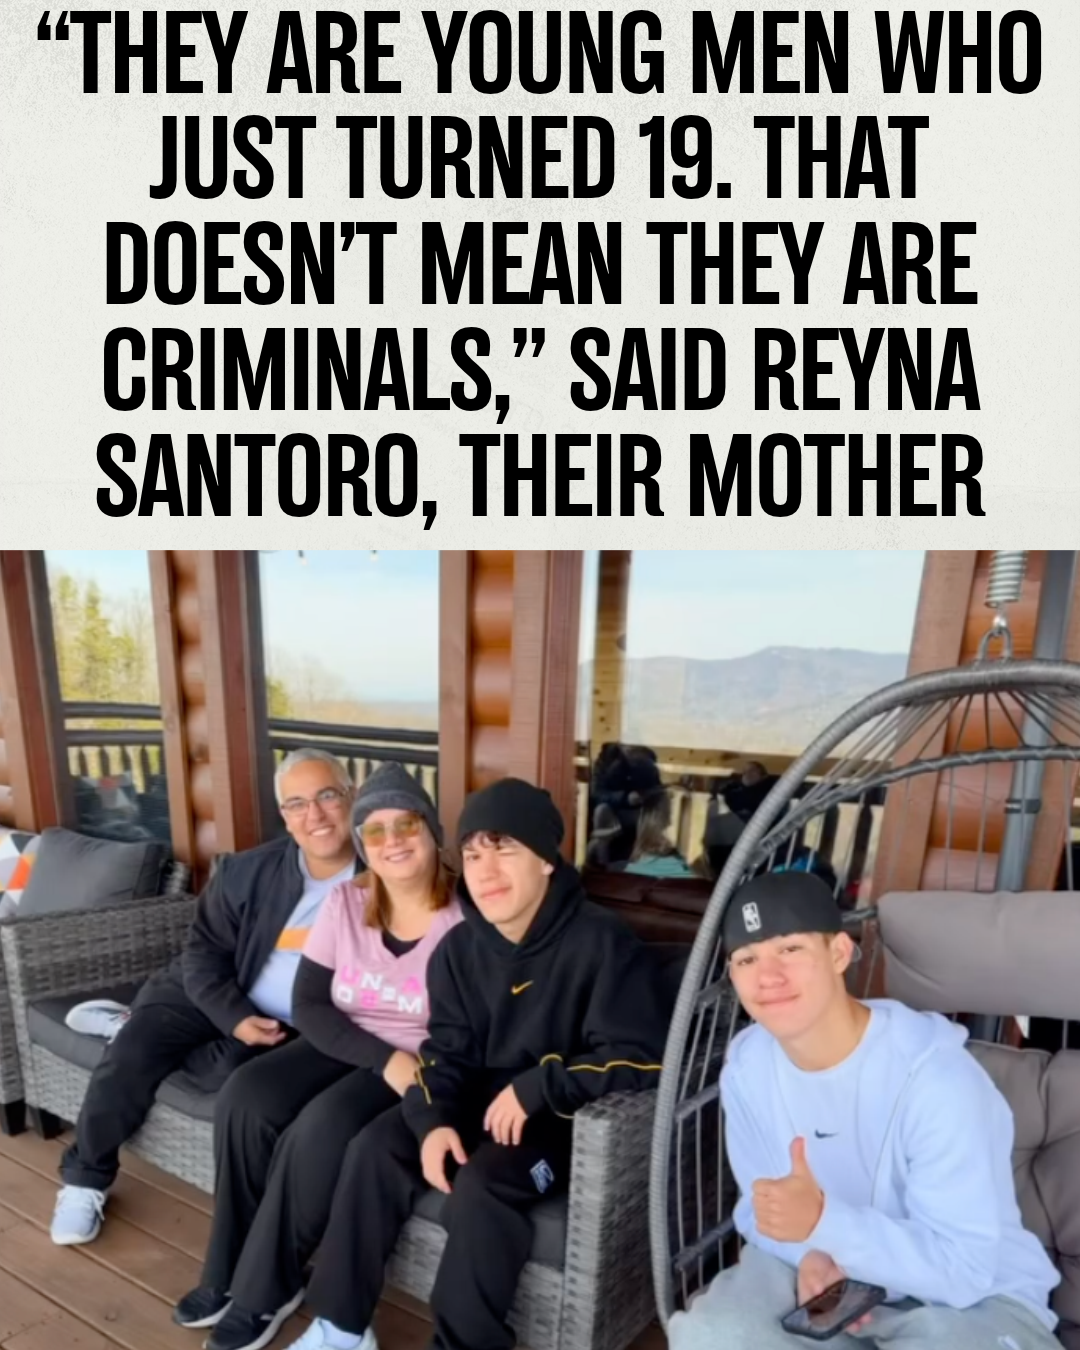 “THEY ARE YOUNG MEN WHO
JUST TURNED 19. THAT
DOESN’T MEAN THEY ARE
CRIMINALS,” SAID REYNA
SANTORO, THEIR MOTHER